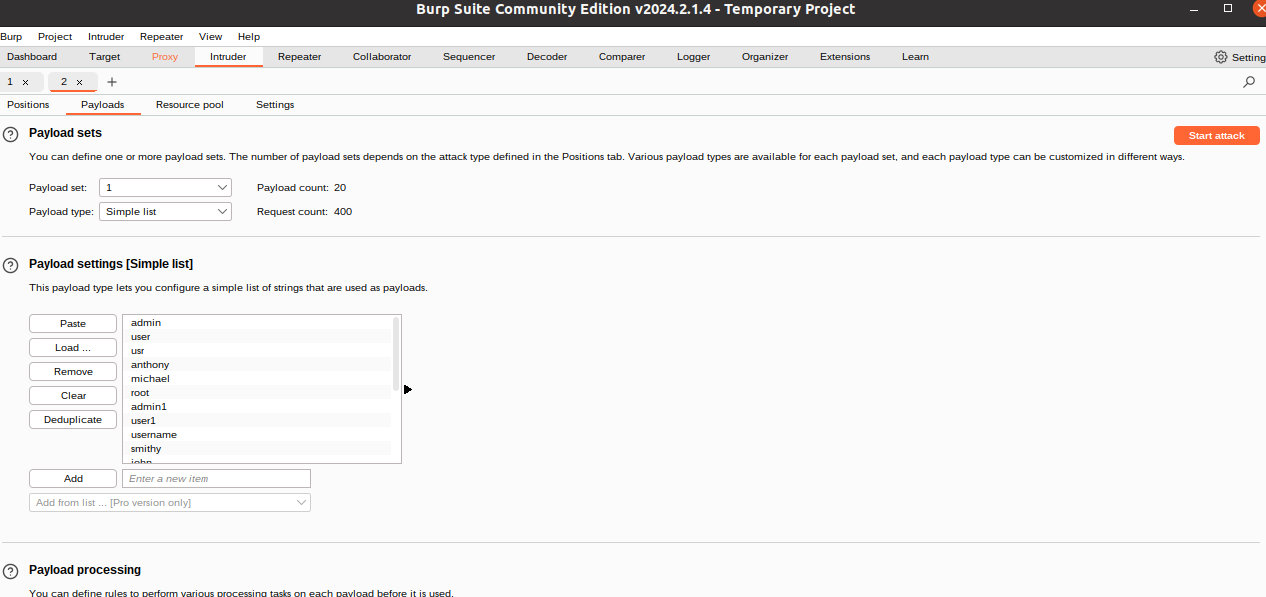 Burp Suite Community Edition v2024.2.1.4 - Temporary Project
Burp Project Intruder Repeater View Help
Dashboard Target Proxy Intruder Repeater Collaborator Sequencer Decoder Comparer Logger Organizer Extensions Learn Setting
1 × 2 × +
Positions Payloads Resource pool Settings
? Payload sets
Start attack
You can define one or more payload sets. The number of payload sets depends on the attack type defined in the Positions tab. Various payload types are available for each payload set, and each payload type can be customized in different ways.
Payload set: 1 Payload count: 20
Payload type: Simple list Request count: 400
? Payload settings [Simple list]
This payload type lets you configure a simple list of strings that are used as payloads.
Paste
Load ...
Remove
Clear
Deduplicate
admin
user
usr
anthony
michael
root
admin1
user1
username
smithy
john
Add Enter a new item
Add from list ... [Pro version only]
? Payload processing
You can define rules to perform various processing tasks on each payload before it is used.